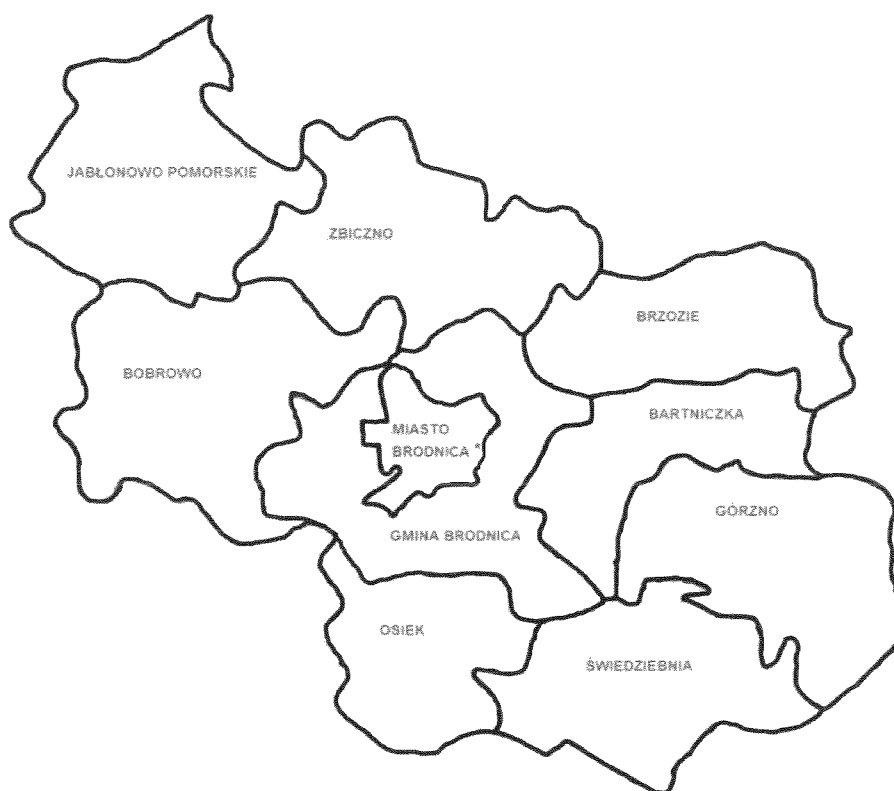 JABŁONOWO POMORSKIE
ZBICZNO
BRZOZIE
BOBROWO
BARTNICZKA
MIASTO
BRODNICA *
GÓRZNO
GMINA BRODNICA
OSIEK
ŚWIEDZIEBNIA